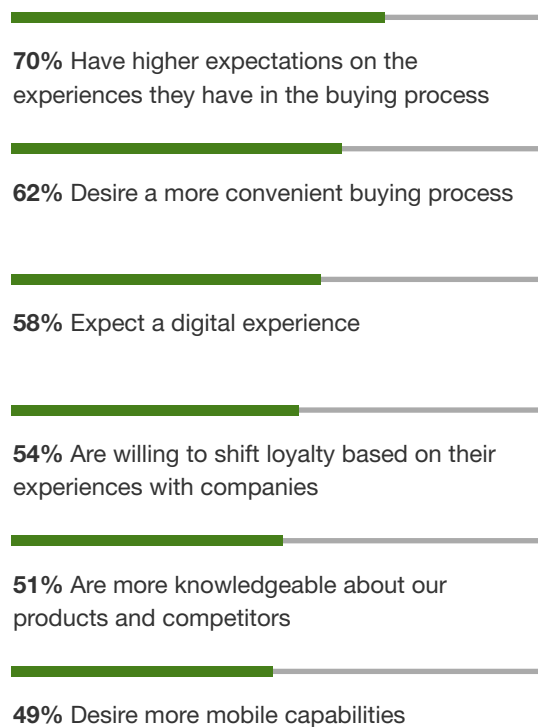 70% Have higher expectations on the
experiences they have in the buying process
62% Desire a more convenient buying process
58% Expect a digital experience
54% Are willing to shift loyalty based on their
experiences with companies
51% Are more knowledgeable about our
products and competitors
49% Desire more mobile capabilities